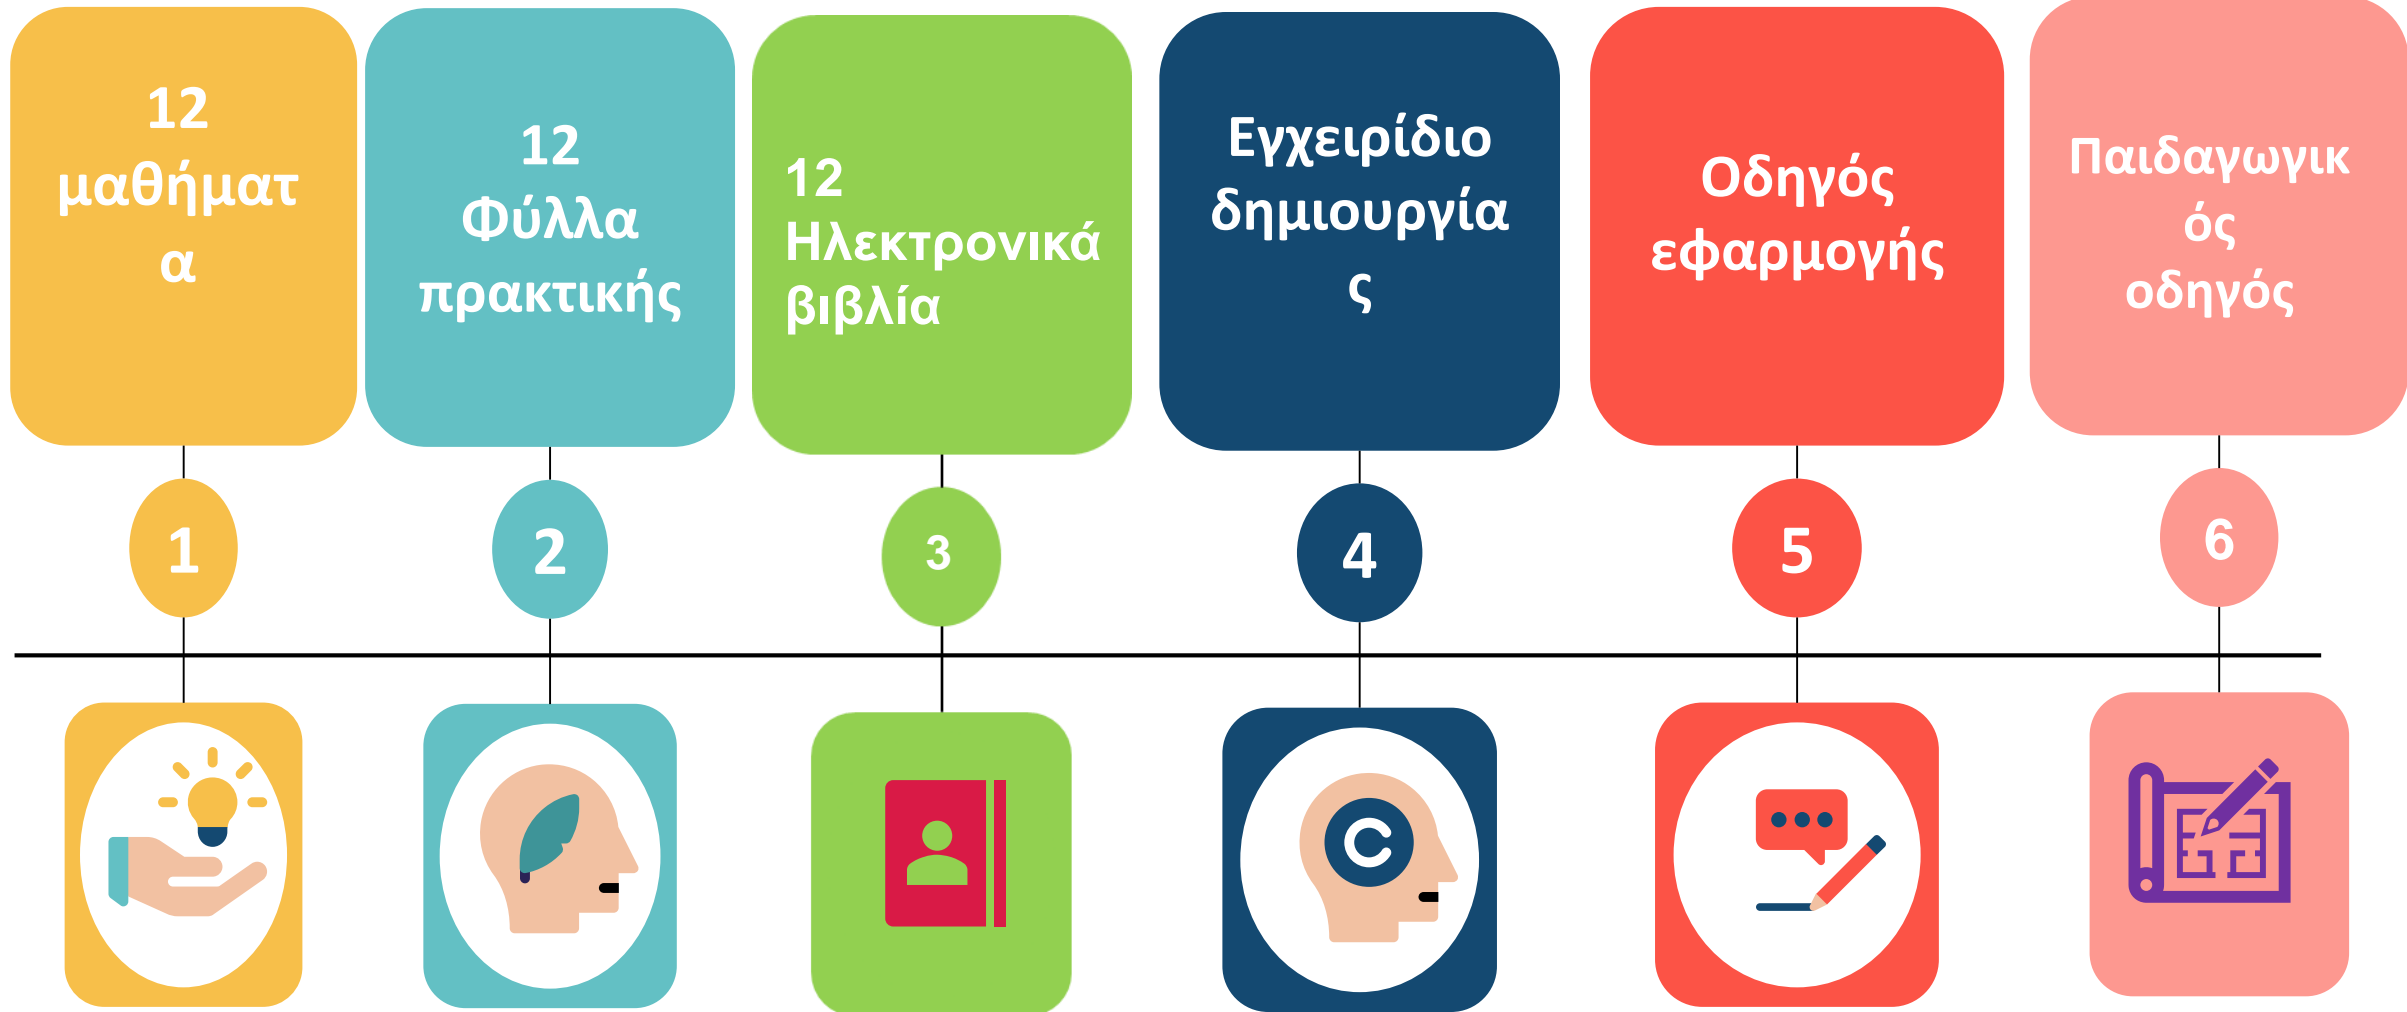 12
μαθήματ
α
12
Φύλλα
πρακτικής
12
Ηλεκτρονικά
βιβλία
Εγχειρίδιο
δημιουργία
ς
Οδηγός
εφαρμογής
Παιδαγωγικ
ός
οδηγός
1
2
3
4
5
6
C